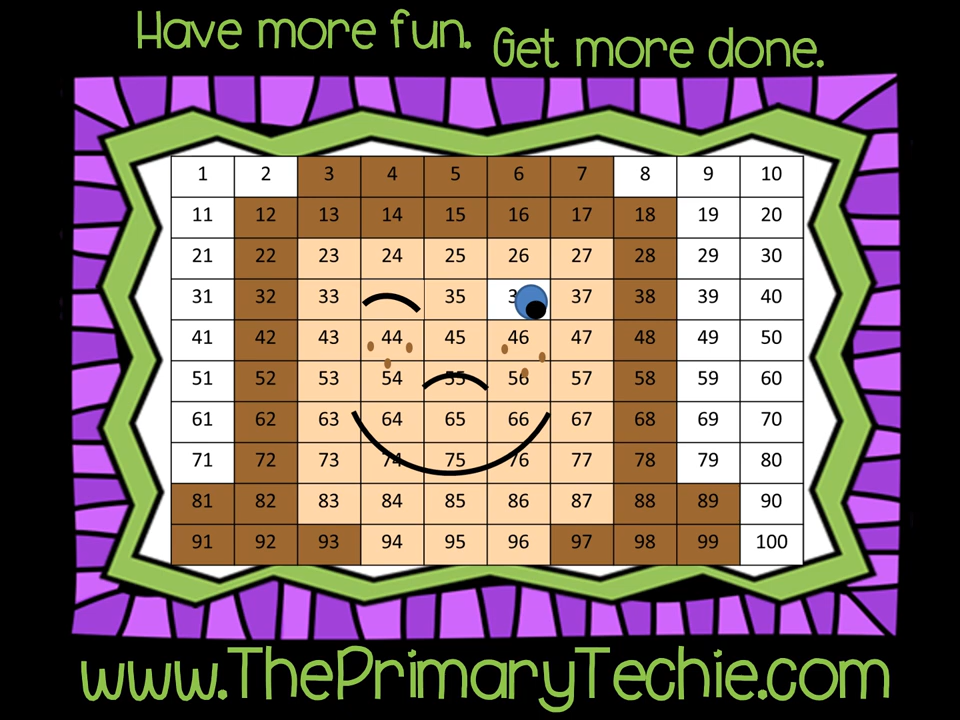 Have more fun. Get more done.
1 2 3 4 5 6 7 8 9 10
11 12 13 14 15 16 17 18 19 20
21 22 23 24 25 26 27 28 29 30
31 32 33 35 37 38 39 40
41 42 43 44 45 46 47 48 49 50
51 52 53 54 55 56 57 58 59 60
61 62 63 64 65 66 67 68 69 70
71 72 73 74 75 76 77 78 79 80
81 82 83 84 85 86 87 88 89 90
91 92 93 94 95 96 97 98 99 100
www.ThePrimaryTechie.com